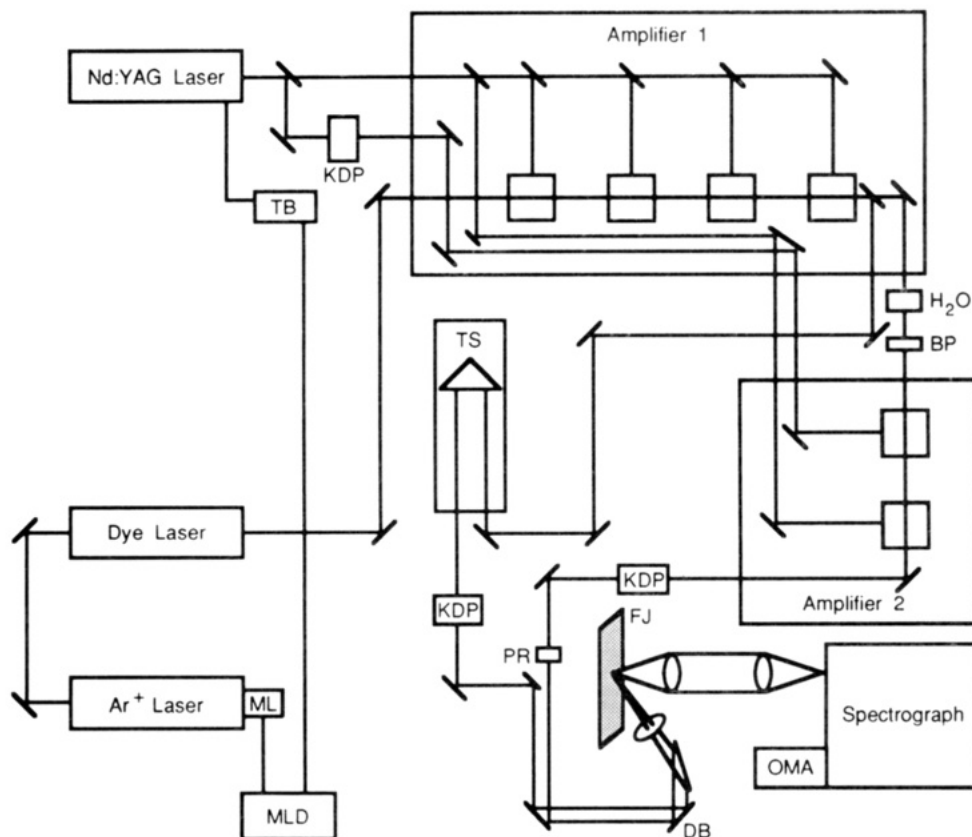 Amplifier 1
Nd:YAG Laser
KDP
TB
H₂O
BP
TS
Dye Laser
KDP
KDP
Amplifier 2
FJ
PR
Ar⁺ Laser
ML
Spectrograph
OMA
MLD
DB